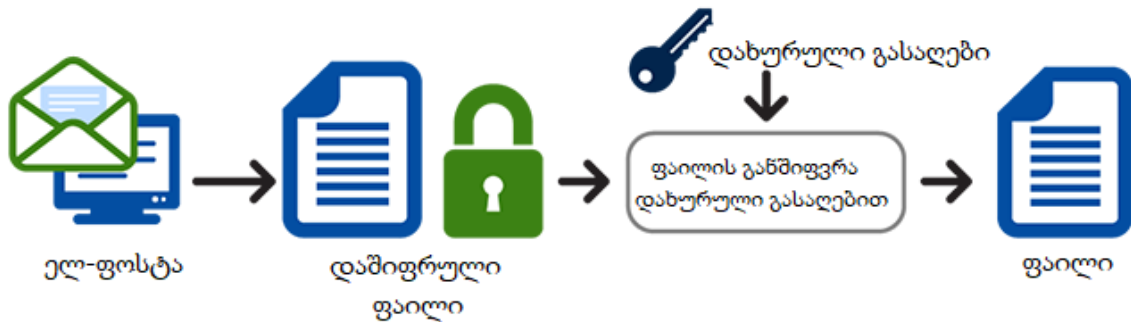 დახურული გასაღები
ფაილის განშიფვრა
დახურული გასაღებით
ელ-ფოსტა
დაშიფრული
ფაილი
ფაილი